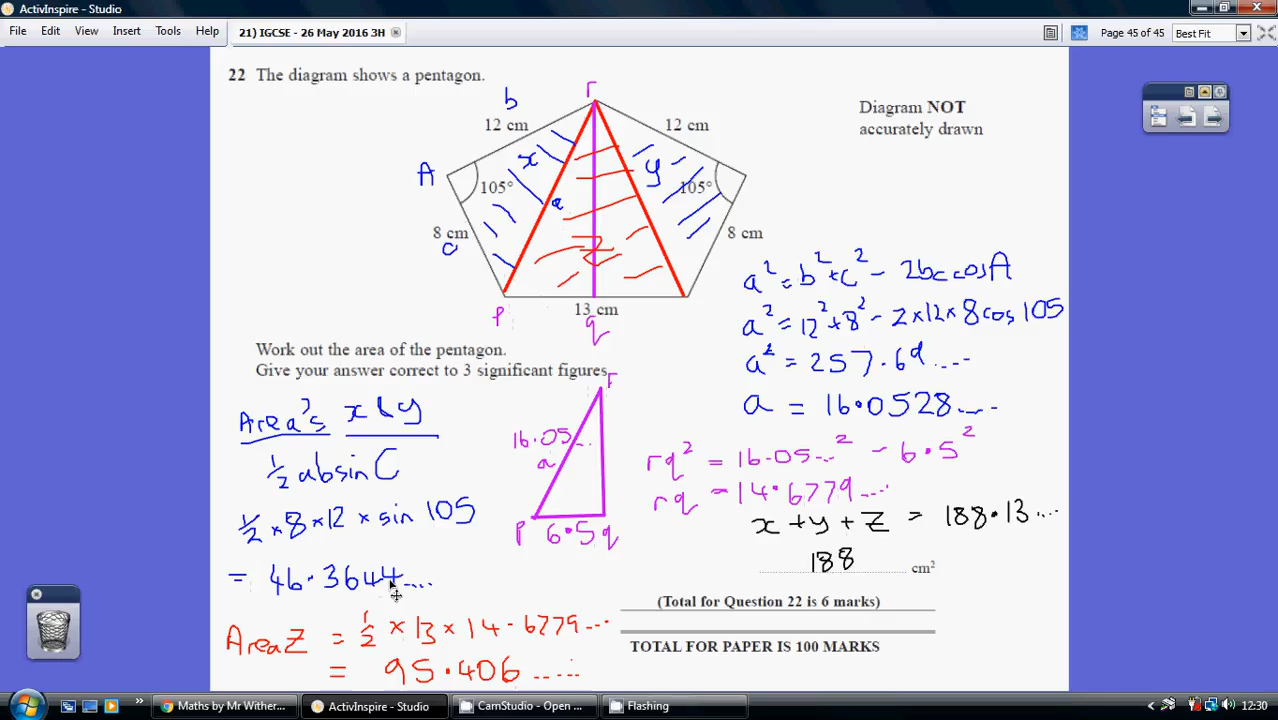 ActivInspire - Studio
File Edit View Insert Tools Help
21) IGCSE - 26 May 2016 3H
Page 45 of 45
Best Fit
22 The diagram shows a pentagon.
Diagram NOT
accurately drawn
r
b
12 cm
12 cm
A
x
y
105°
105°
a
8 cm
8 cm
c
z
13 cm
P
q
a² = b² + c² - 2bc cosA
a² = 12² + 8² - 2 × 12 × 8 cos 105
a² = 257.69....
a = 16.0528....
Work out the area of the pentagon.
Give your answer correct to 3 significant figures.
Area's x & y
½ absinC
½ × 8 × 12 × sin 105
= 46.3644...
r
16.05...
a
P 6.5 q
rq² = 16.05...² - 6.5²
rq = 14.6779...
x + y + z = 188.13...
188 cm²
(Total for Question 22 is 6 marks)
TOTAL FOR PAPER IS 100 MARKS
Area Z = ½ × 13 × 14.6779...
= 95.406.....
Maths by Mr Wither...
ActivInspire - Studio
CamStudio - Open ...
Flashing
12:30